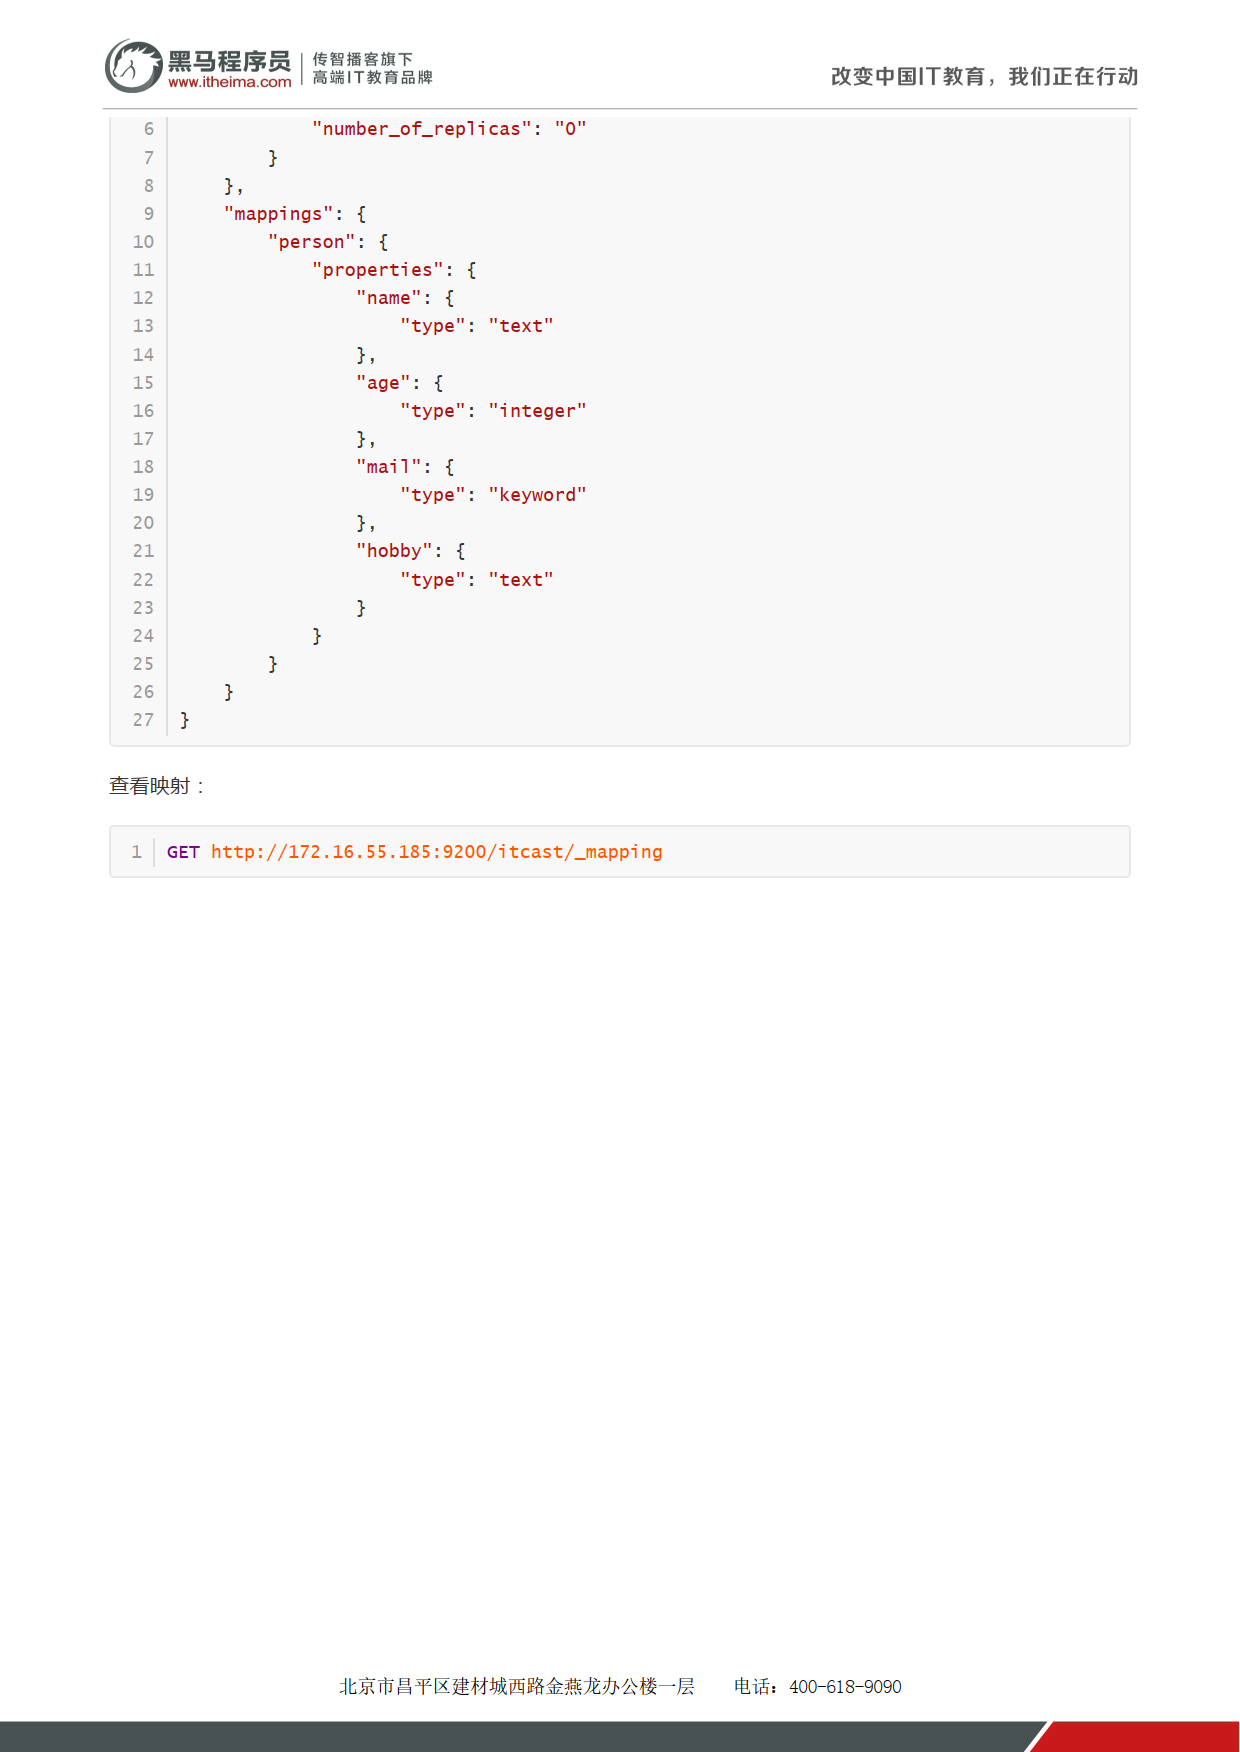 黑马程序员
www.itheima.com
传智播客旗下
高端IT教育品牌
改变中国IT教育，我们正在行动
6 "number_of_replicas": "0"
7 }
8 },
9 "mappings": {
10 "person": {
11 "properties": {
12 "name": {
13 "type": "text"
14 },
15 "age": {
16 "type": "integer"
17 },
18 "mail": {
19 "type": "keyword"
20 },
21 "hobby": {
22 "type": "text"
23 }
24 }
25 }
26 }
27 }
查看映射：
1 GET http://172.16.55.185:9200/itcast/_mapping
北京市昌平区建材城西路金燕龙办公楼一层 电话：400-618-9090